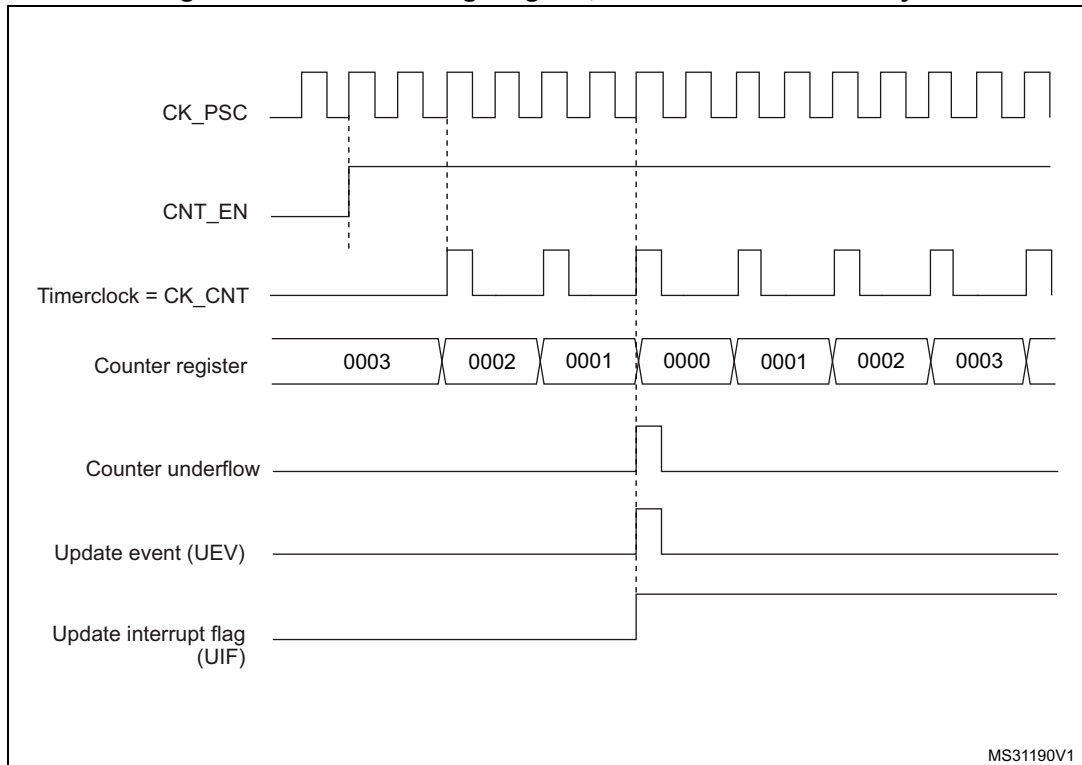 CK_PSC
CNT_EN
Timerclock = CK_CNT
Counter register
0003 0002 0001 0000 0001 0002 0003
Counter underflow
Update event (UEV)
Update interrupt flag
(UIF)
MS31190V1